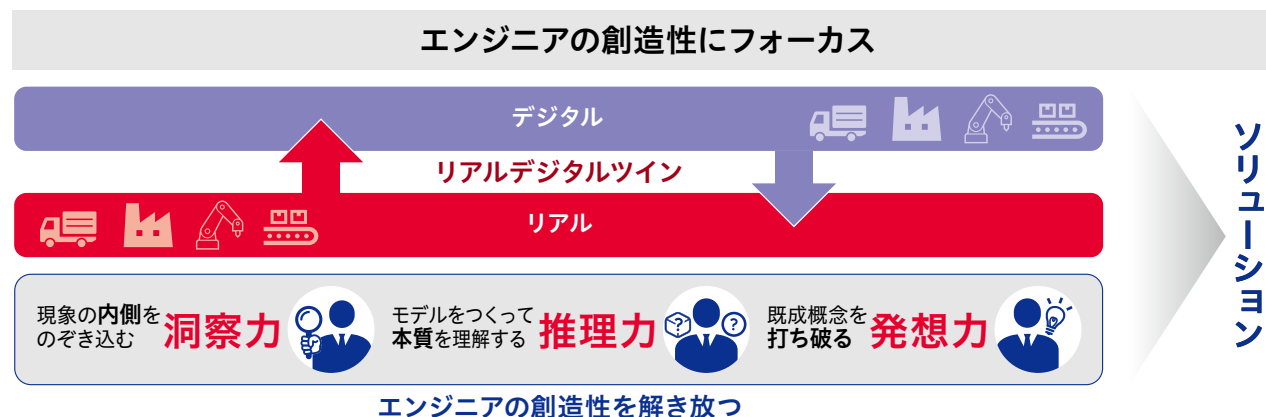 エンジニアの創造性にフォーカス
デジタル
リアルデジタルツイン
リアル
現象の内側を
のぞき込む
洞察力
モデルをつくって
本質を理解する
推理力
既成概念を
打ち破る
発想力
エンジニアの創造性を解き放つ
ソリューション